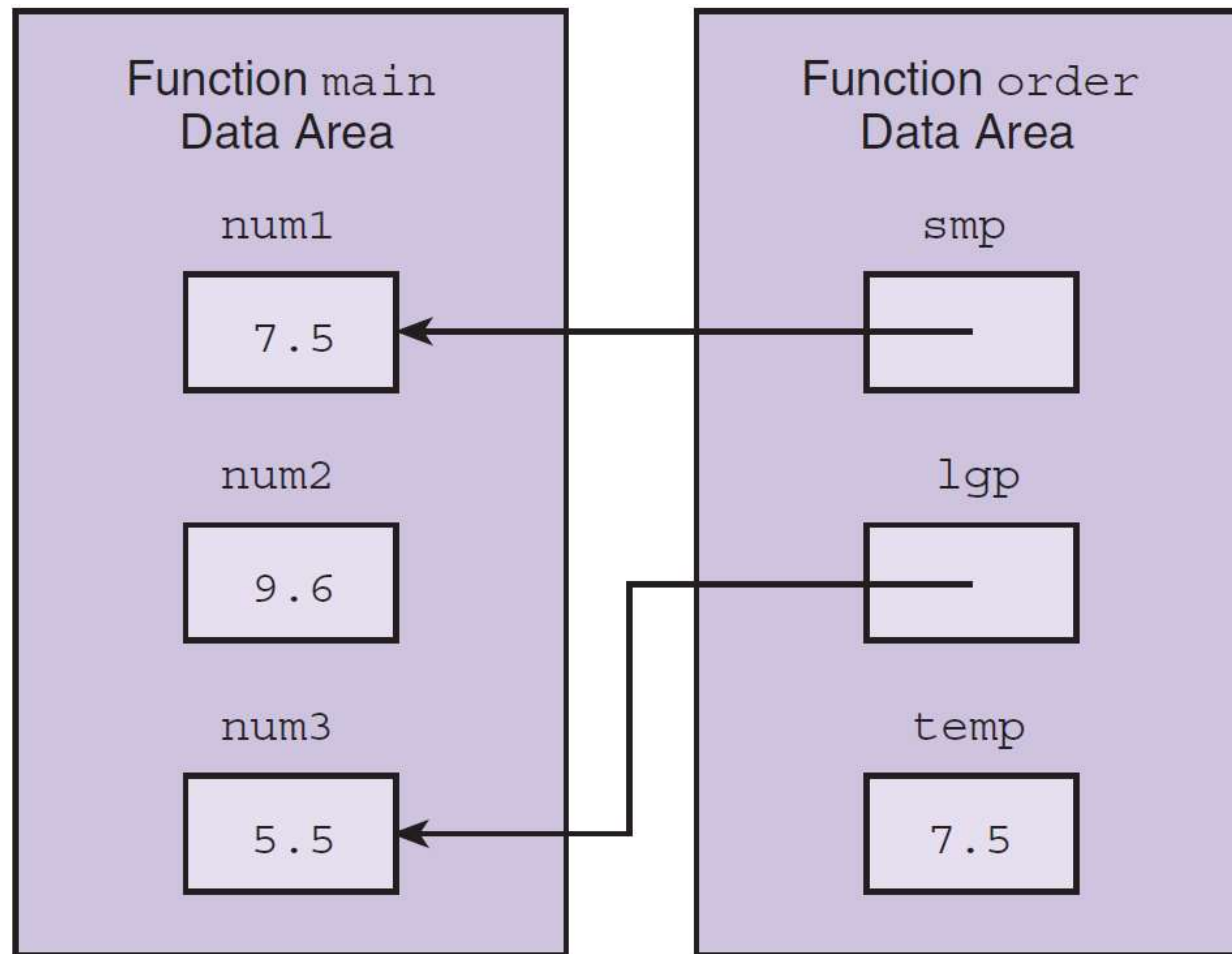 Function main
Data Area
num1
7.5
num2
9.6
num3
5.5
Function order
Data Area
smp
lgp
temp
7.5